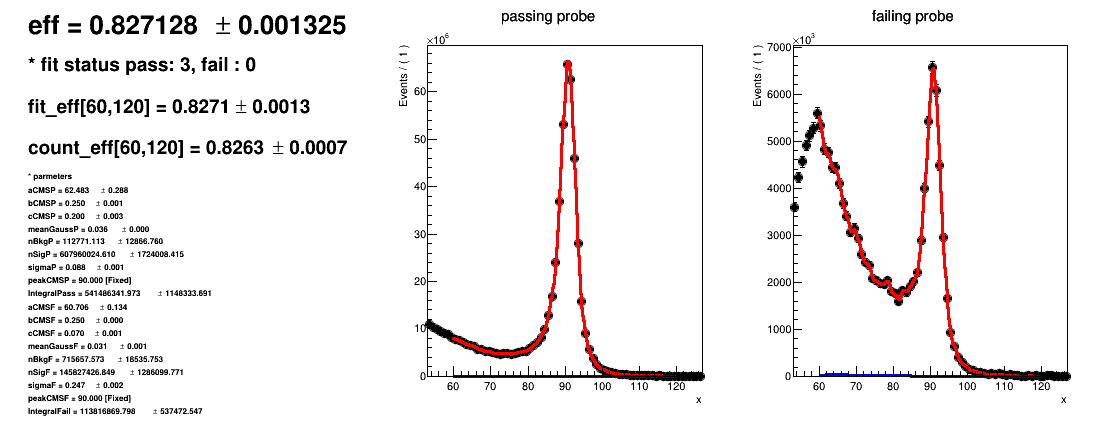 eff = 0.827128 ± 0.001325
* fit status pass: 3, fail : 0
fit_eff[60,120] = 0.8271 ± 0.0013
count_eff[60,120] = 0.8263 ± 0.0007
* parmeters
aCMSP = 62.483 ± 0.288
bCMSP = 0.250 ± 0.001
cCMSP = 0.200 ± 0.003
meanGaussP = 0.036 ± 0.000
nBkgP = 112771.113 ± 12866.760
nSigP = 607960024.610 ± 1724008.415
sigmaP = 0.088 ± 0.001
peakCMSP = 90.000 [Fixed]
IntegralPass = 541486341.973 ± 1148333.691
aCMSF = 60.706 ± 0.134
bCMSF = 0.250 ± 0.000
cCMSF = 0.070 ± 0.001
meanGaussF = 0.031 ± 0.001
nBkgF = 715657.573 ± 18535.753
nSigF = 145827426.849 ± 1286099.771
sigmaF = 0.247 ± 0.002
peakCMSF = 90.000 [Fixed]
IntegralFail = 113816869.798 ± 537472.547
passing probe
×10⁶
Events / ( 1 )
60
50
40
30
20
10
0
60 70 80 90 100 110 120
x
failing probe
×10³
Events / ( 1 )
7000
6000
5000
4000
3000
2000
1000
0
60 70 80 90 100 110 120
x